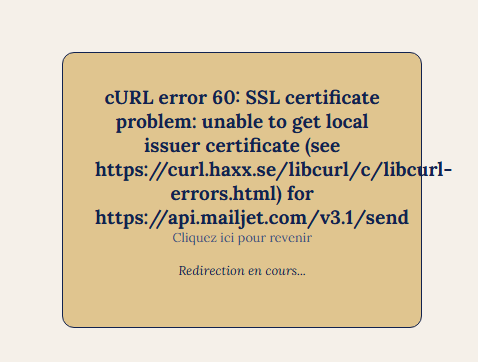 cURL error 60: SSL certificate
problem: unable to get local
issuer certificate (see
https://curl.haxx.se/libcurl/c/libcurl-
errors.html) for
https://api.mailjet.com/v3.1/send
Cliquez ici pour revenir
Redirection en cours...